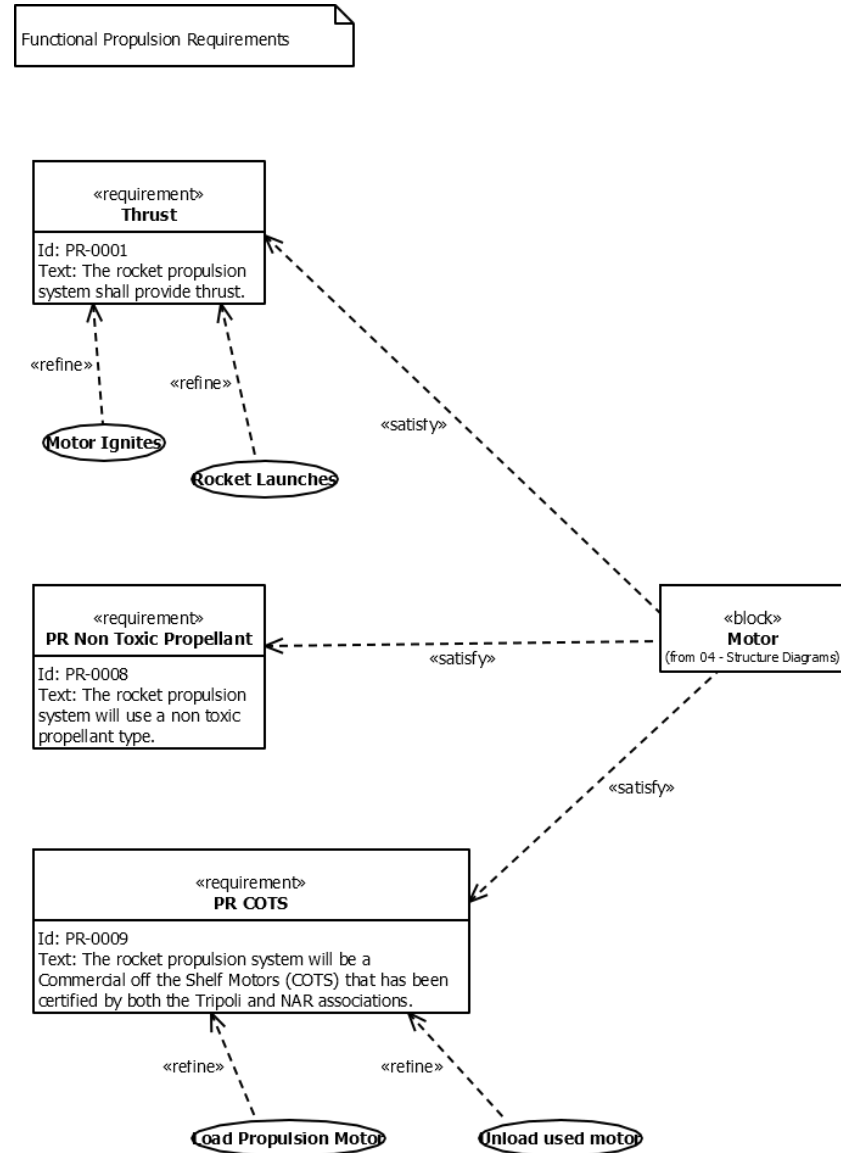 Functional Propulsion Requirements
«requirement»
Thrust
Id: PR-0001
Text: The rocket propulsion
system shall provide thrust.
«refine»
«refine»
Motor Ignites
Rocket Launches
«satisfy»
«requirement»
PR Non Toxic Propellant
Id: PR-0008
Text: The rocket propulsion
system will use a non toxic
propellant type.
«satisfy»
«block»
Motor
(from 04 - Structure Diagrams)
«satisfy»
«requirement»
PR COTS
Id: PR-0009
Text: The rocket propulsion system will be a
Commercial off the Shelf Motors (COTS) that has been
certified by both the Tripoli and NAR associations.
«refine»
«refine»
Load Propulsion Motor
Unload used motor